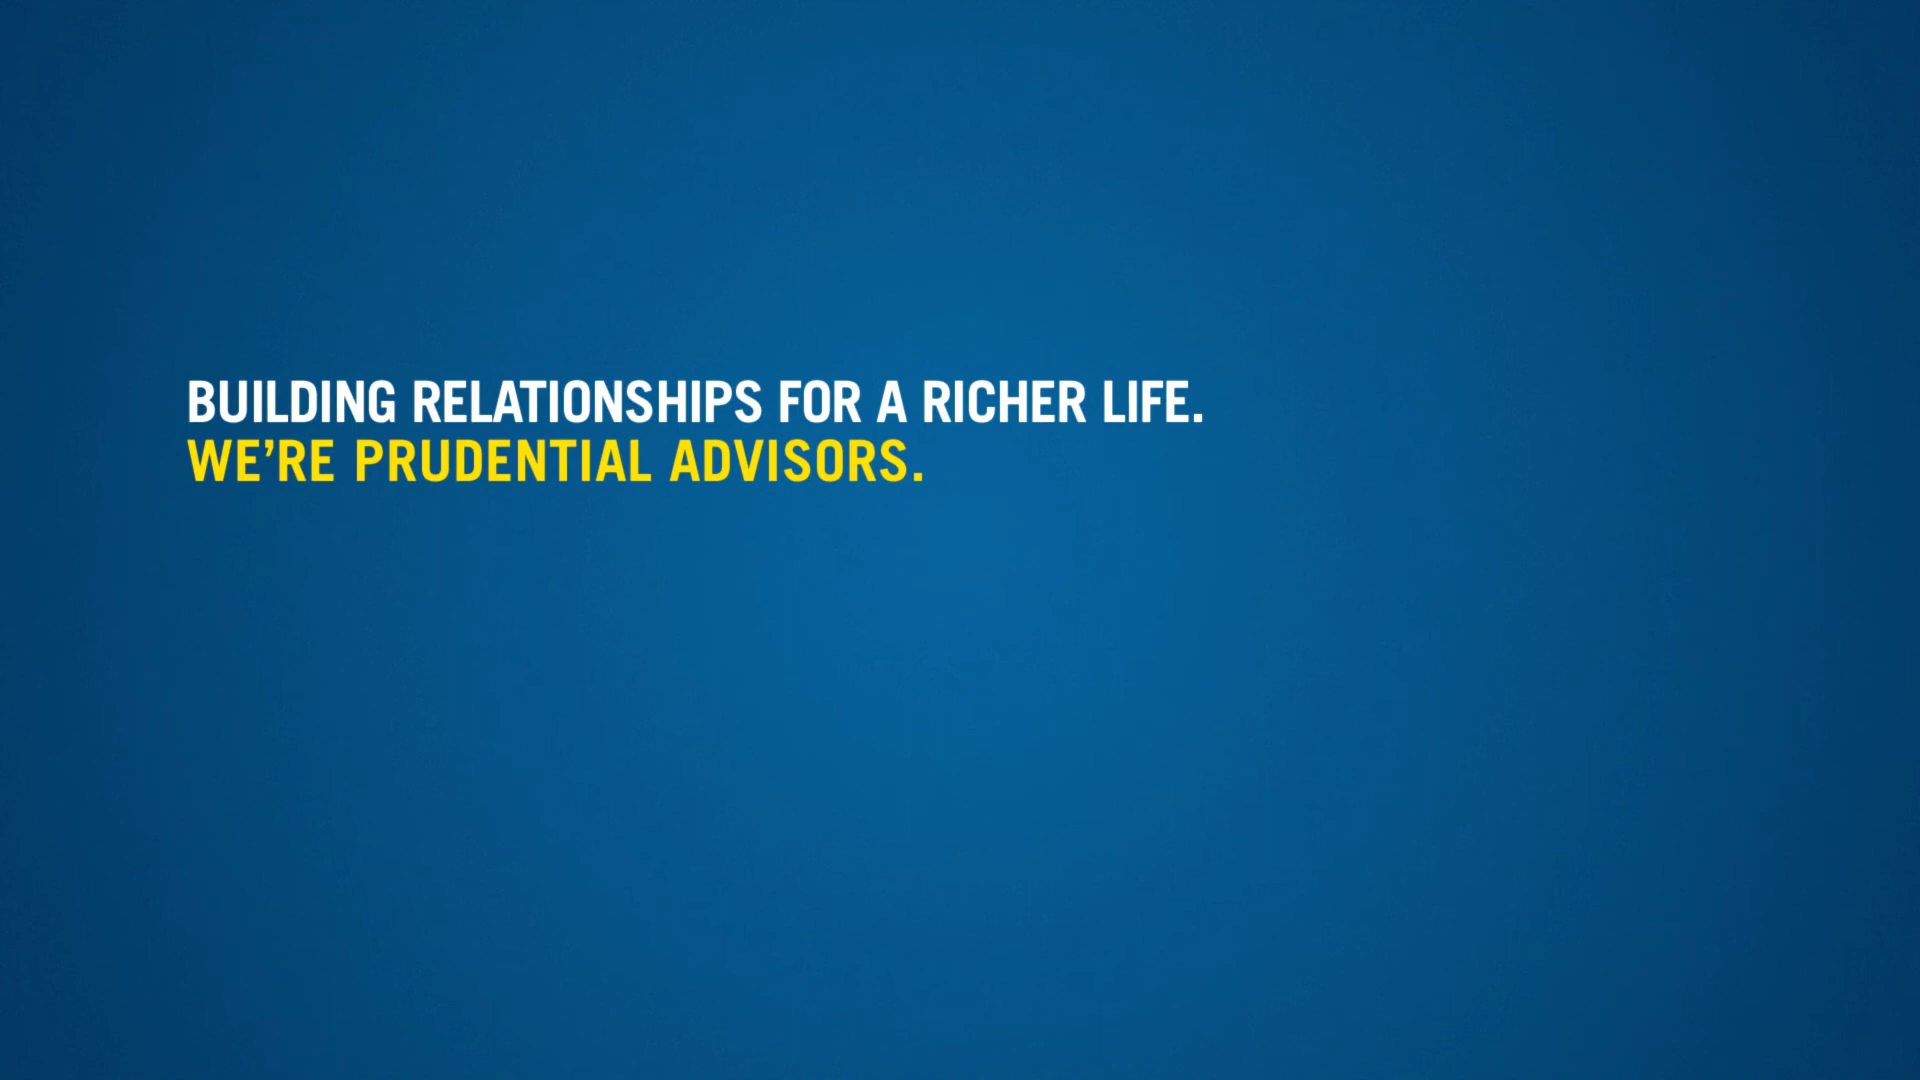 BUILDING RELATIONSHIPS FOR A RICHER LIFE.
WE’RE PRUDENTIAL ADVISORS.